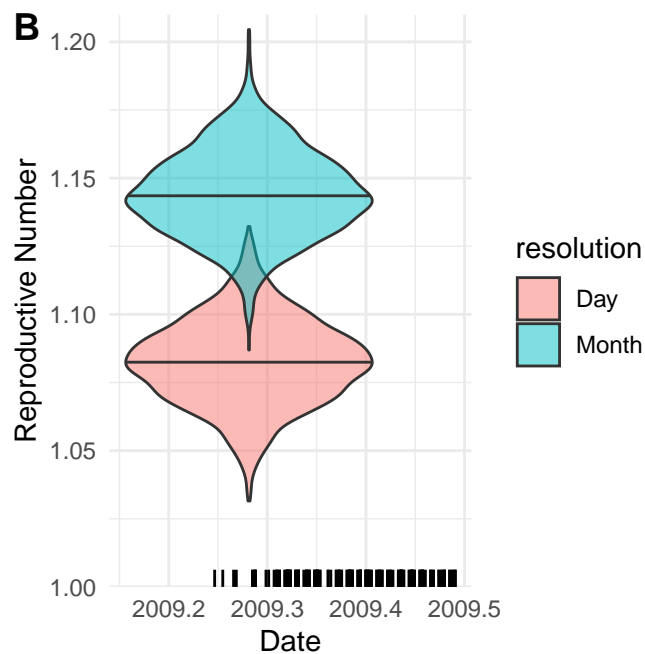 B
1.20
1.15
1.10
1.05
1.00
Reproductive Number
2009.2 2009.3 2009.4 2009.5
Date
resolution
Day
Month